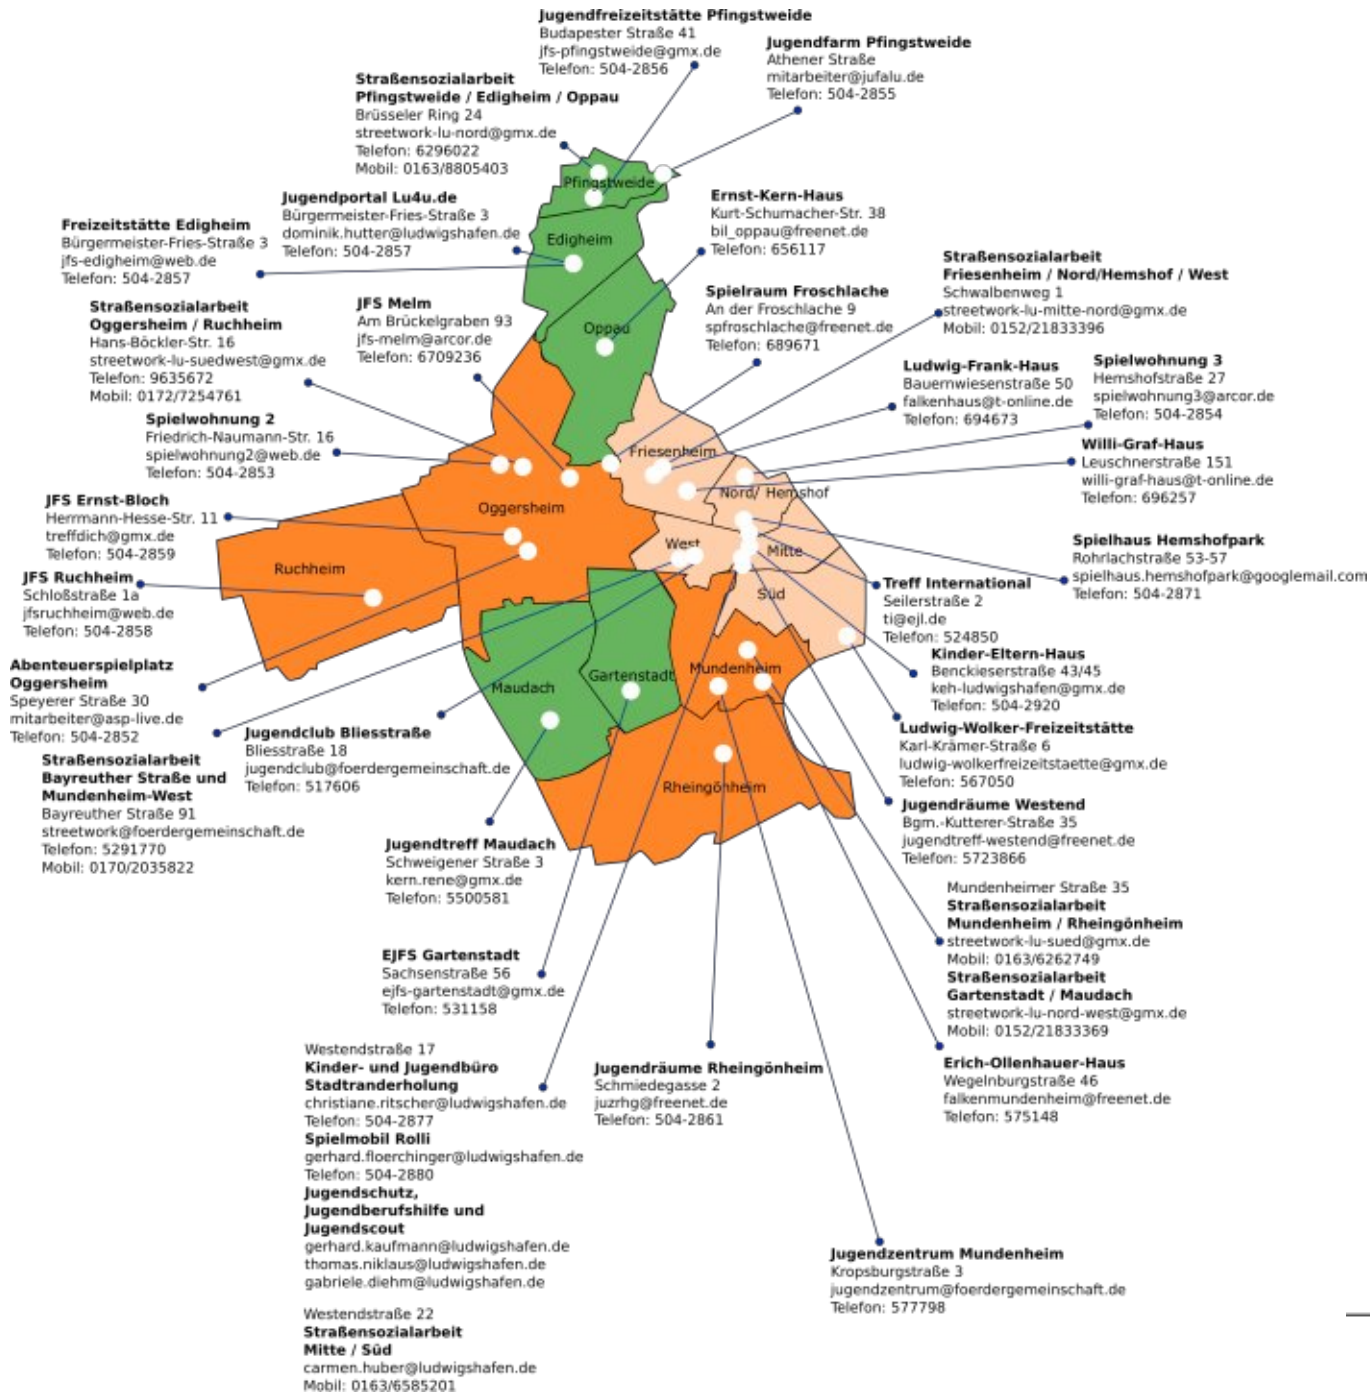 Jugendfreizeitstätte Pfingstweide
Budapester Straße 41
jfs-pfingstweide@gmx.de
Telefon: 504-2856
Jugendfarm Pfingstweide
Athener Straße
mitarbeiter@jufalu.de
Telefon: 504-2855
Straßensozialarbeit
Pfingstweide / Edigheim / Oppau
Brüsseler Ring 24
streetwork-lu-nord@gmx.de
Telefon: 6296022
Mobil: 0163/8805403
Jugendportal Lu4u.de
Bürgermeister-Fries-Straße 3
dominik.hutter@ludwigshafen.de
Telefon: 504-2857
Freizeitstätte Edigheim
Bürgermeister-Fries-Straße 3
jfs-edigheim@web.de
Telefon: 504-2857
Ernst-Kern-Haus
Kurt-Schumacher-Str. 38
bil_oppau@freenet.de
Telefon: 656117
Straßensozialarbeit
Friesenheim / Nord/Hemshof / West
Schwalbenweg 1
streetwork-lu-mitte-nord@gmx.de
Mobil: 0152/21833396
Straßensozialarbeit
Oggersheim / Ruchheim
Hans-Böckler-Str. 16
streetwork-lu-suedwest@gmx.de
Telefon: 9635672
Mobil: 0172/7254761
JFS Melm
Am Brückelgraben 93
jfs-melm@arcor.de
Telefon: 6709236
Spielraum Froschlache
An der Froschlache 9
spfroschlache@freenet.de
Telefon: 689671
Ludwig-Frank-Haus
Bauernwiesenstraße 50
falkenhaus@t-online.de
Telefon: 694673
Spielwohnung 3
Hemshofstraße 27
spielwohnung3@arcor.de
Telefon: 504-2854
Spielwohnung 2
Friedrich-Naumann-Str. 16
spielwohnung2@web.de
Telefon: 504-2853
Willi-Graf-Haus
Leuschnerstraße 151
willi-graf-haus@t-online.de
Telefon: 696257
JFS Ernst-Bloch
Herrmann-Hesse-Str. 11
treffdich@gmx.de
Telefon: 504-2859
Spielhaus Hemshofpark
Rohrlachstraße 53-57
spielhaus.hemshofpark@googlemail.com
Telefon: 504-2871
JFS Ruchheim
Schloßstraße 1a
jfsruchheim@web.de
Telefon: 504-2858
Treff International
Seilerstraße 2
ti@ejl.de
Telefon: 524850
Kinder-Eltern-Haus
Benckieserstraße 43/45
keh-ludwigshafen@gmx.de
Telefon: 504-2920
Abenteuerspielplatz
Oggersheim
Speyerer Straße 30
mitarbeiter@asp-live.de
Telefon: 504-2852
Ludwig-Wolker-Freizeitstätte
Karl-Krämer-Straße 6
ludwig-wolkerfreizeitstaette@gmx.de
Telefon: 567050
Jugendclub Bliesstraße
Bliesstraße 18
jugendclub@foerdergemeinschaft.de
Telefon: 517606
Straßensozialarbeit
Bayreuther Straße und
Mundenheim-West
Bayreuther Straße 91
streetwork@foerdergemeinschaft.de
Telefon: 5291770
Mobil: 0170/2035822
Jugendräume Westend
Bgm.-Kutterer-Straße 35
jugendtreff-westend@freenet.de
Telefon: 5723866
Jugendtreff Maudach
Schweigener Straße 3
kern.rene@gmx.de
Telefon: 5500581
Mundenheimer Straße 35
Straßensozialarbeit
Mundenheim / Rheingönheim
streetwork-lu-sued@gmx.de
Mobil: 0163/6262749
Straßensozialarbeit
Gartenstadt / Maudach
streetwork-lu-nord-west@gmx.de
Mobil: 0152/21833369
EJFS Gartenstadt
Sachsenstraße 56
ejfs-gartenstadt@gmx.de
Telefon: 531158
Erich-Ollenhauer-Haus
Wegelnburgstraße 46
falkenmundenheim@freenet.de
Telefon: 575148
Jugendräume Rheingönheim
Schmiedegasse 2
juzrhg@freenet.de
Telefon: 504-2861
Westendstraße 17
Kinder- und Jugendbüro
Stadtranderholung
christiane.ritscher@ludwigshafen.de
Telefon: 504-2877
Spielmobil Rolli
gerhard.floerchinger@ludwigshafen.de
Telefon: 504-2880
Jugendschutz,
Jugendberufshilfe und
Jugendscout
gerhard.kaufmann@ludwigshafen.de
thomas.niklaus@ludwigshafen.de
gabriele.diehm@ludwigshafen.de
Westendstraße 22
Straßensozialarbeit
Mitte / Süd
carmen.huber@ludwigshafen.de
Mobil: 0163/6585201
Jugendzentrum Mundenheim
Kropsburgstraße 3
jugendzentrum@foerdergemeinschaft.de
Telefon: 577798
Pfingstweide
Edigheim
Oppau
Friesenheim
Nord/ Hemshof
Oggersheim
West
Mitte
Ruchheim
Süd
Mundenheim
Gartenstadt
Maudach
Rheingönheim